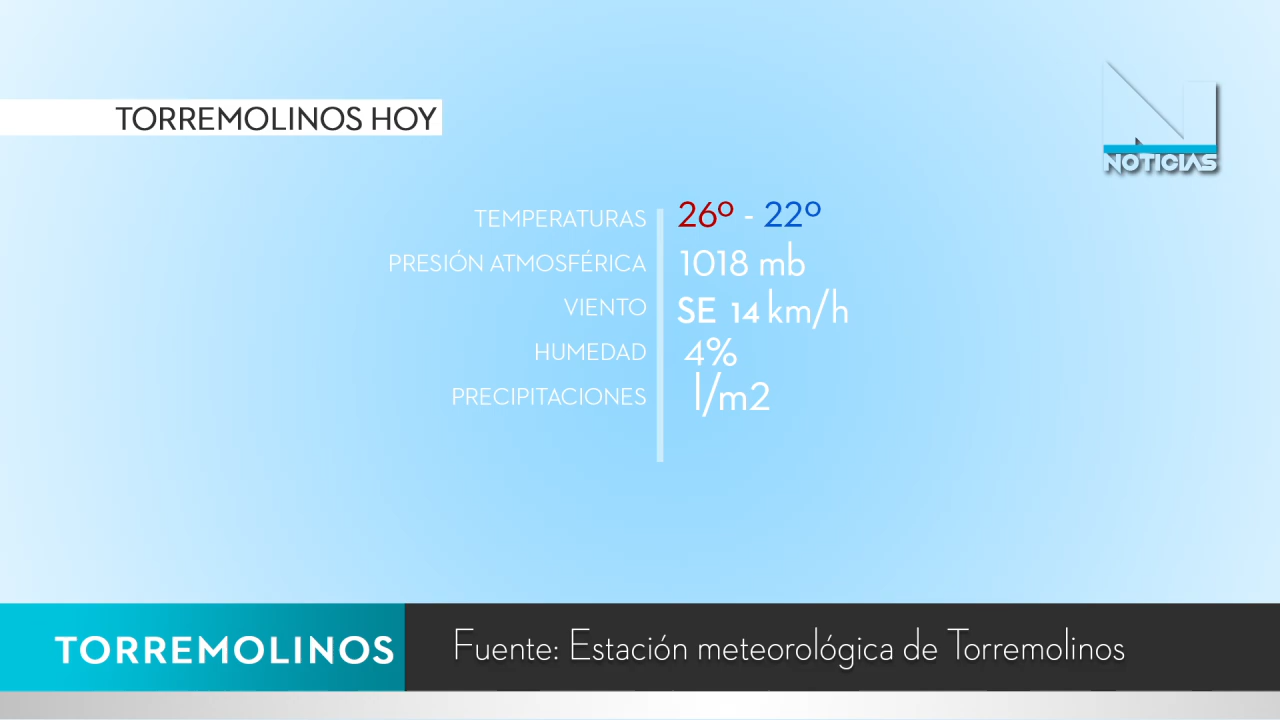 TORREMOLINOS HOY
NOTICIAS
TEMPERATURAS 26º - 22º
PRESIÓN ATMOSFÉRICA 1018 mb
VIENTO SE 14 km/h
HUMEDAD 4%
PRECIPITACIONES l/m2
TORREMOLINOS Fuente: Estación meteorológica de Torremolinos